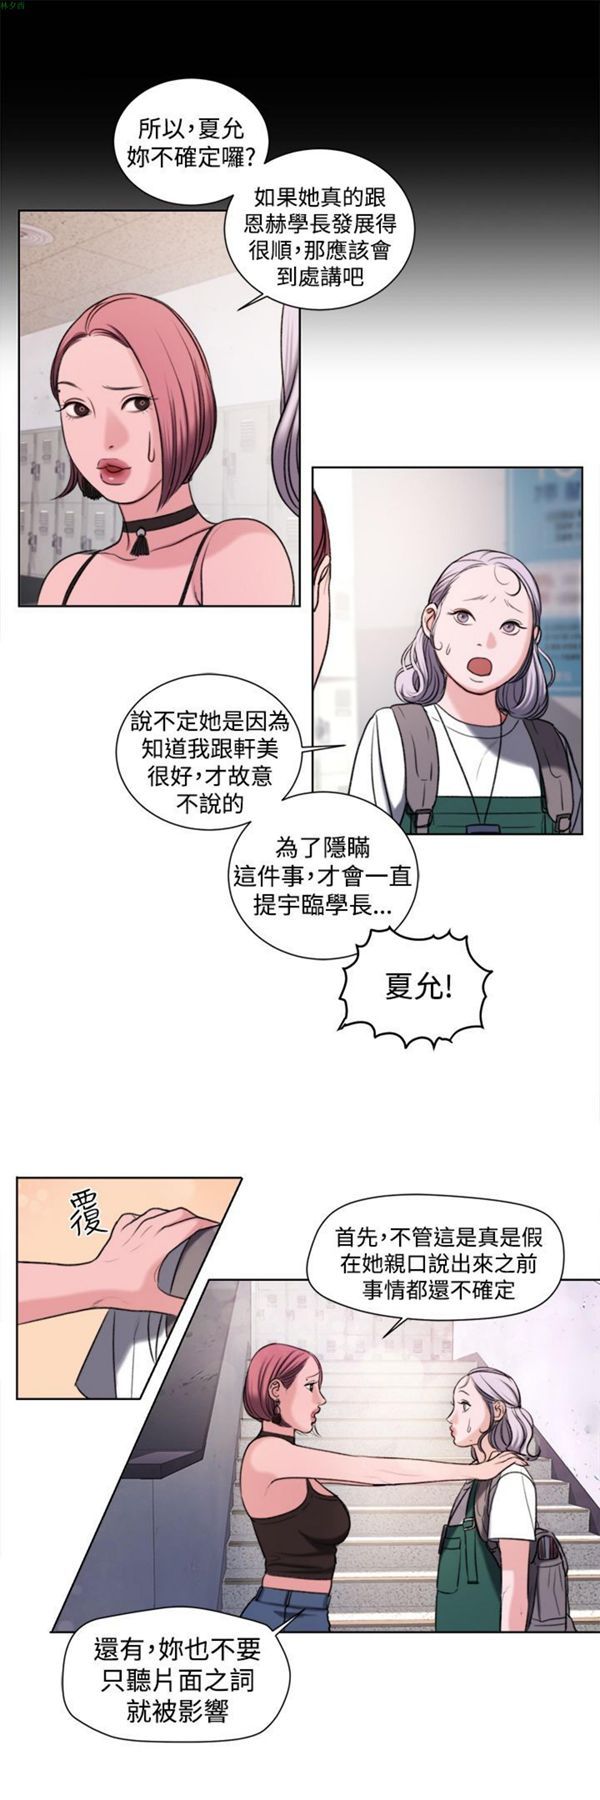 林夕西
所以,夏允
妳不確定囉?
如果她真的跟
恩赫學長發展得
很順,那應該會
到處講吧
說不定她是因為
知道我跟軒美
很好,才故意
不說的
為了隱瞞
這件事,才會一直
提宇臨學長...
夏允!
覆
首先,不管這是真是假
在她親口說出來之前
事情都還不確定
還有,妳也不要
只聽片面之詞
就被影響